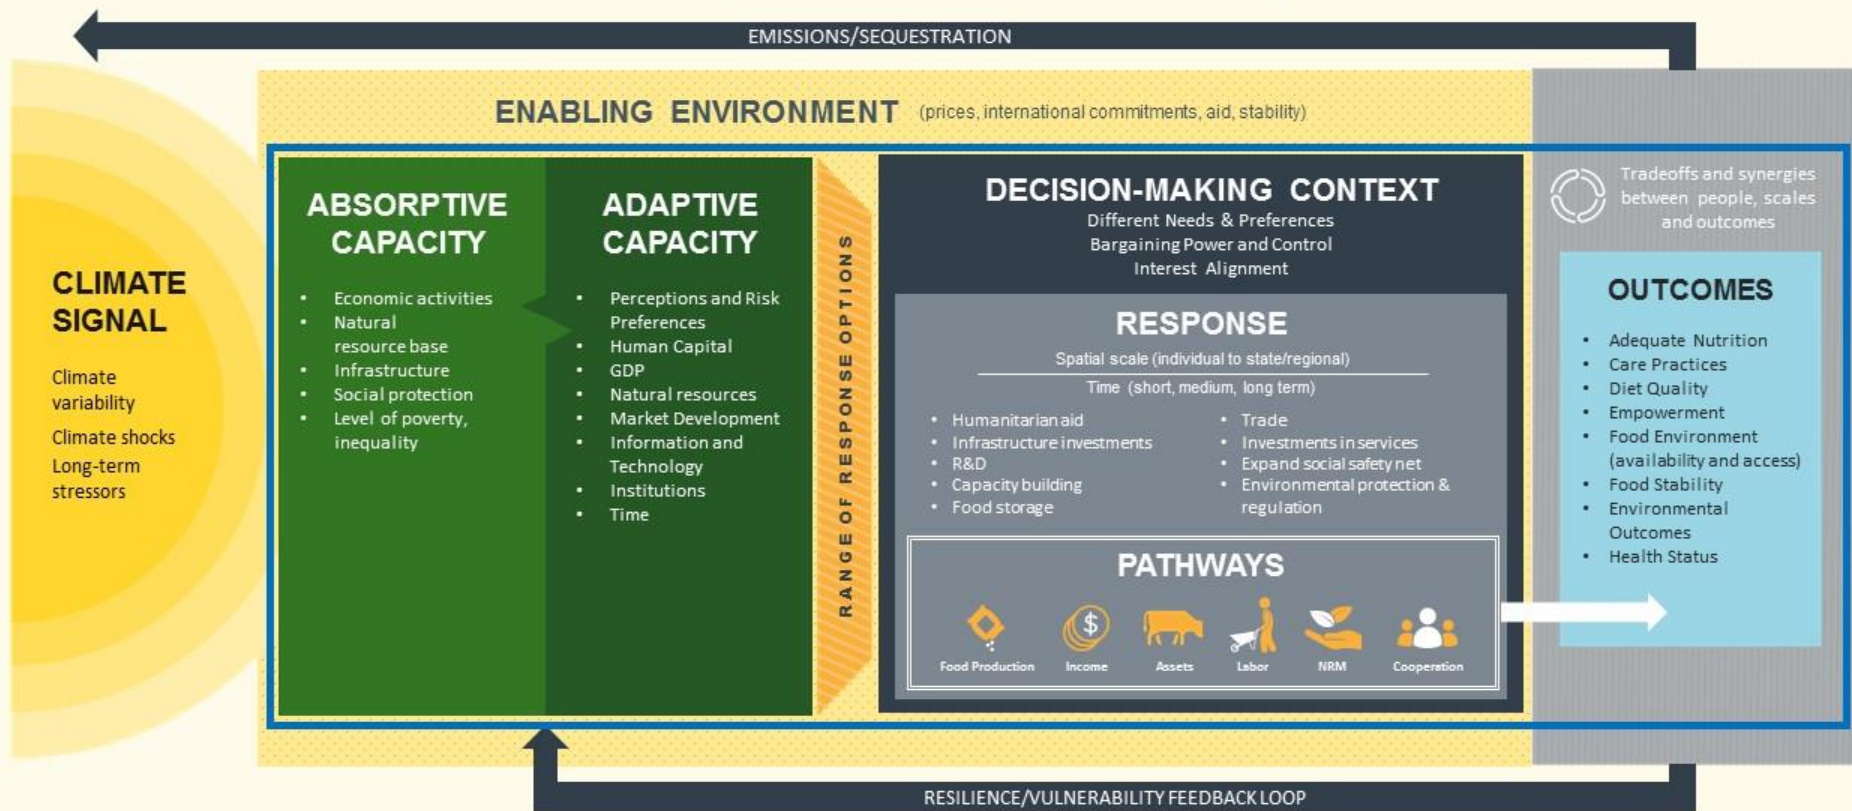 EMISSIONS/SEQUESTRATION
ENABLING ENVIRONMENT (prices, international commitments, aid, stability)
CLIMATE
SIGNAL
Climate
variability
Climate shocks
Long-term
stressors
ABSORPTIVE
CAPACITY
• Economic activities
• Natural
resource base
• Infrastructure
• Social protection
• Level of poverty,
inequality
ADAPTIVE
CAPACITY
• Perceptions and Risk
Preferences
• Human Capital
• GDP
• Natural resources
• Market Development
• Information and
Technology
• Institutions
• Time
RANGE OF RESPONSE OPTIONS
DECISION-MAKING CONTEXT
Different Needs & Preferences
Bargaining Power and Control
Interest Alignment
RESPONSE
Spatial scale (individual to state/regional)
Time (short, medium, long term)
• Humanitarian aid
• Infrastructure investments
• R&D
• Capacity building
• Food storage
• Trade
• Investments in services
• Expand social safety net
• Environmental protection &
regulation
PATHWAYS
$
Food Production
Income
Assets
Labor
NRM
Cooperation
Tradeoffs and synergies
between people, scales
and outcomes
OUTCOMES
• Adequate Nutrition
• Care Practices
• Diet Quality
• Empowerment
• Food Environment
(availability and access)
• Food Stability
• Environmental
Outcomes
• Health Status
RESILIENCE/VULNERABILITY FEEDBACK LOOP